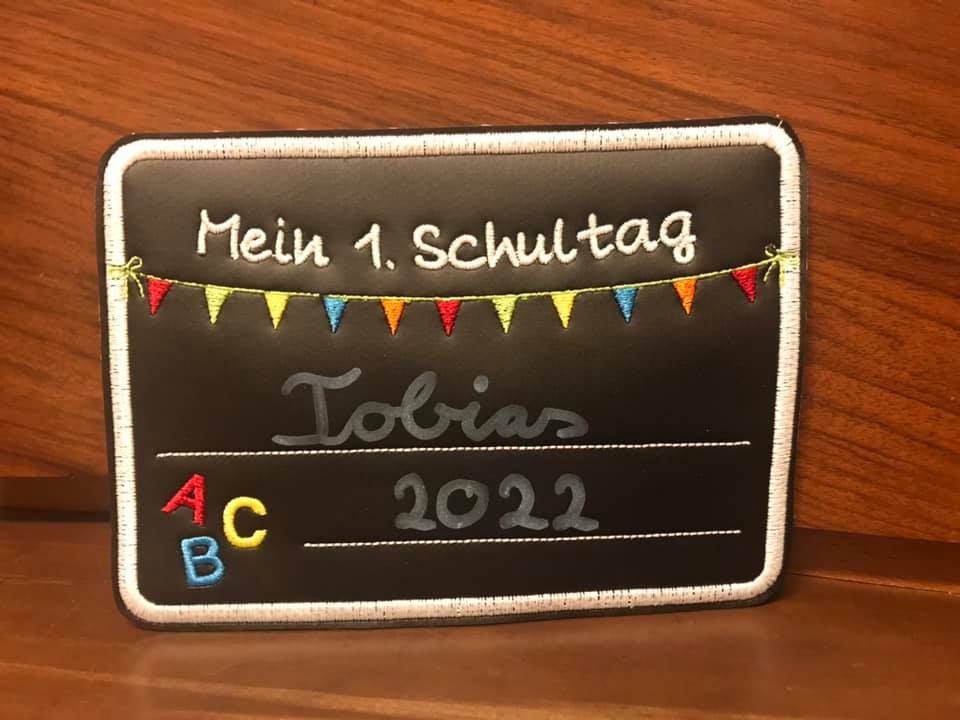 Mein 1. Schultag
Tobias
2022
A
B
C